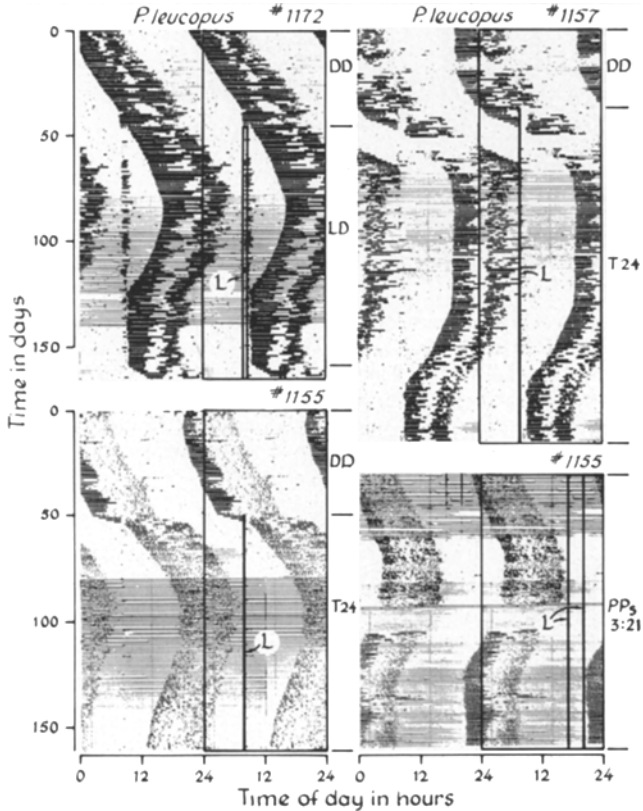 P. leucopus #1172
P. leucopus #1157
0
50
100
150
DD
LD
L
DD
T24
L
Time in days
#1155
#1155
0
50
100
150
DD
T24
L
PPs
3:21
L
0 12 24 12 24
0 12 24 12 24
Time of day in hours